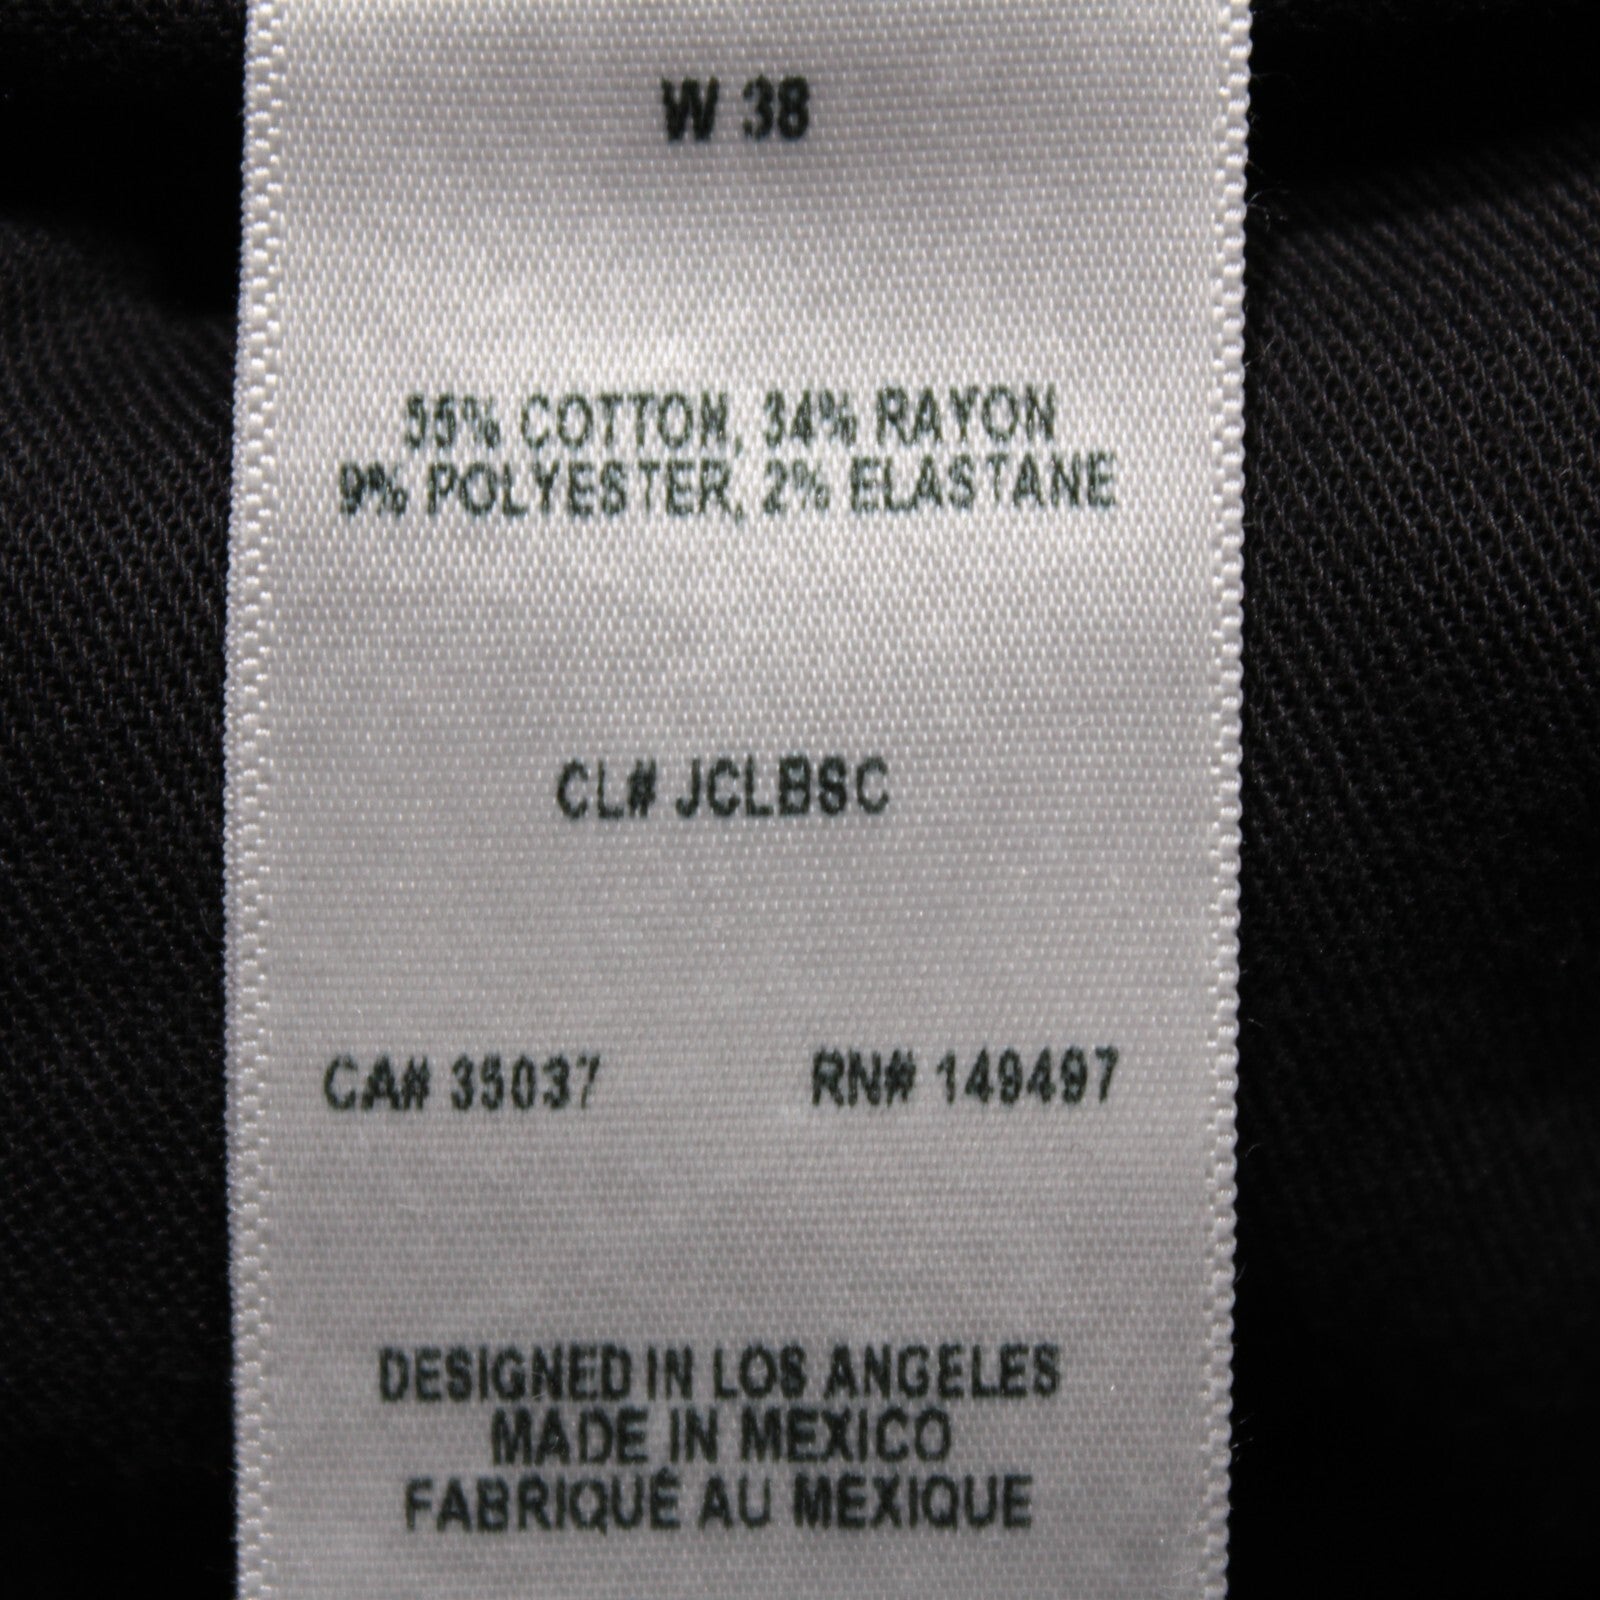 W 38
55% COTTON, 34% RAYON
9% POLYESTER, 2% ELASTANE
CL# JCLBSC
CA# 35037 RN# 149497
DESIGNED IN LOS ANGELES
MADE IN MEXICO
FABRIQUÉ AU MEXIQUE